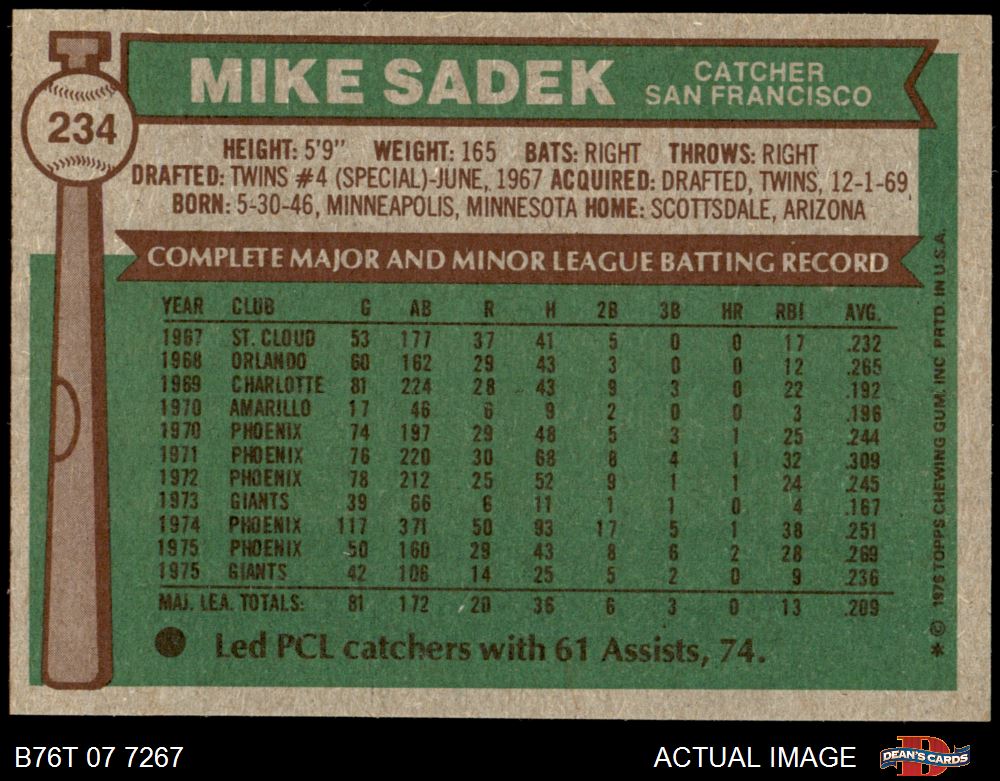 MIKE SADEK
CATCHER
SAN FRANCISCO
234
HEIGHT: 5'9" WEIGHT: 165 BATS: RIGHT THROWS: RIGHT
DRAFTED: TWINS #4 (SPECIAL)-JUNE, 1967 ACQUIRED: DRAFTED, TWINS, 12-1-69
BORN: 5-30-46, MINNEAPOLIS, MINNESOTA HOME: SCOTTSDALE, ARIZONA
COMPLETE MAJOR AND MINOR LEAGUE BATTING RECORD
YEAR CLUB G AB R H 2B 3B HR RBI AVG.
1967 ST. CLOUD 53 177 37 41 5 0 0 17 .232
1968 ORLANDO 60 162 29 43 3 0 0 12 .265
1969 CHARLOTTE 81 224 28 43 9 3 0 22 .192
1970 AMARILLO 17 46 6 9 2 0 0 3 .196
1970 PHOENIX 74 197 29 48 5 3 1 25 .244
1971 PHOENIX 76 220 30 68 8 4 1 32 .309
1972 PHOENIX 78 212 25 52 9 1 1 24 .245
1973 GIANTS 39 66 6 11 1 1 0 4 .167
1974 PHOENIX 117 371 50 93 17 5 1 38 .251
1975 PHOENIX 50 160 29 43 8 6 2 28 .269
1975 GIANTS 42 106 14 25 5 2 0 9 .236
MAJ. LEA. TOTALS: 81 172 20 36 6 3 0 13 .209
Led PCL catchers with 61 Assists, 74.
* © 1976 TOPPS CHEWING GUM, INC PRTD. IN U.S.A.
B76T 07 7267
ACTUAL IMAGE
DEAN'S CARDS